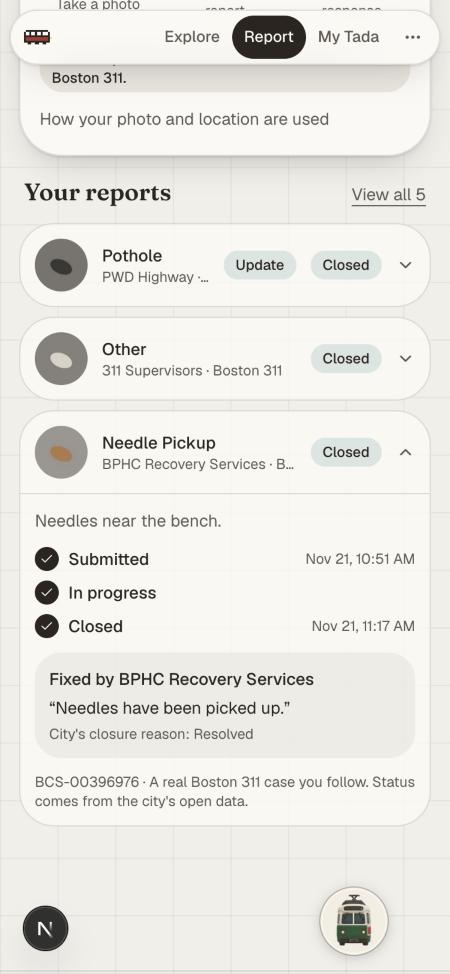 Take a photo
report
response
Explore
Report
My Tada
Boston 311.
How your photo and location are used
Your reports
View all 5
Pothole
PWD Highway ·...
Update
Closed
Other
311 Supervisors · Boston 311
Closed
Needle Pickup
BPHC Recovery Services · B...
Closed
Needles near the bench.
Submitted
Nov 21, 10:51 AM
In progress
Closed
Nov 21, 11:17 AM
Fixed by BPHC Recovery Services
“Needles have been picked up.”
City's closure reason: Resolved
BCS-00396976 · A real Boston 311 case you follow. Status
comes from the city's open data.
N